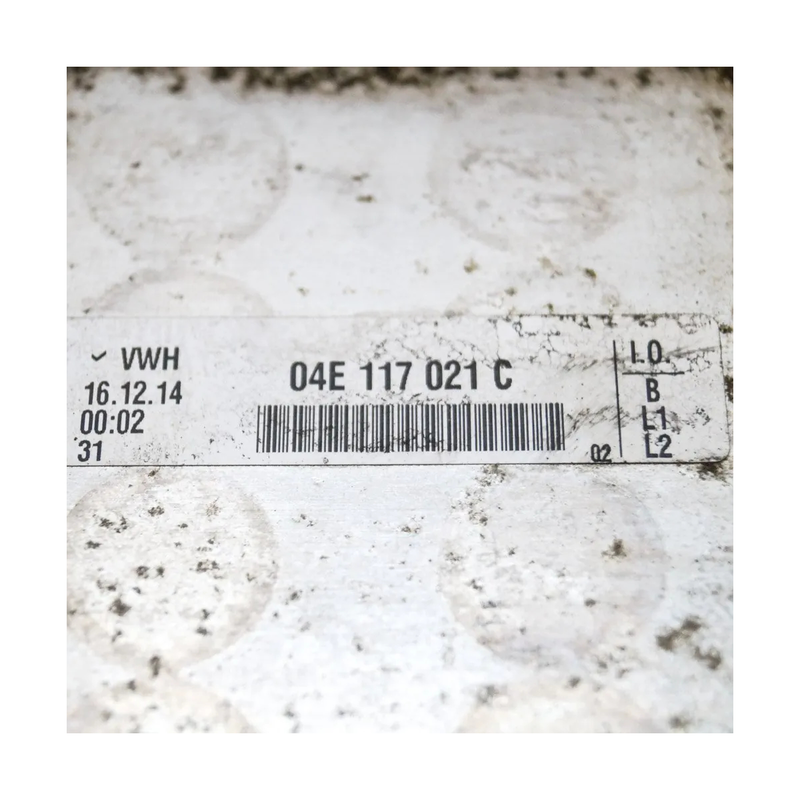 VWH
16.12.14
00:02
31
04E 117 021 C
02
I.O.
B
L1
L2